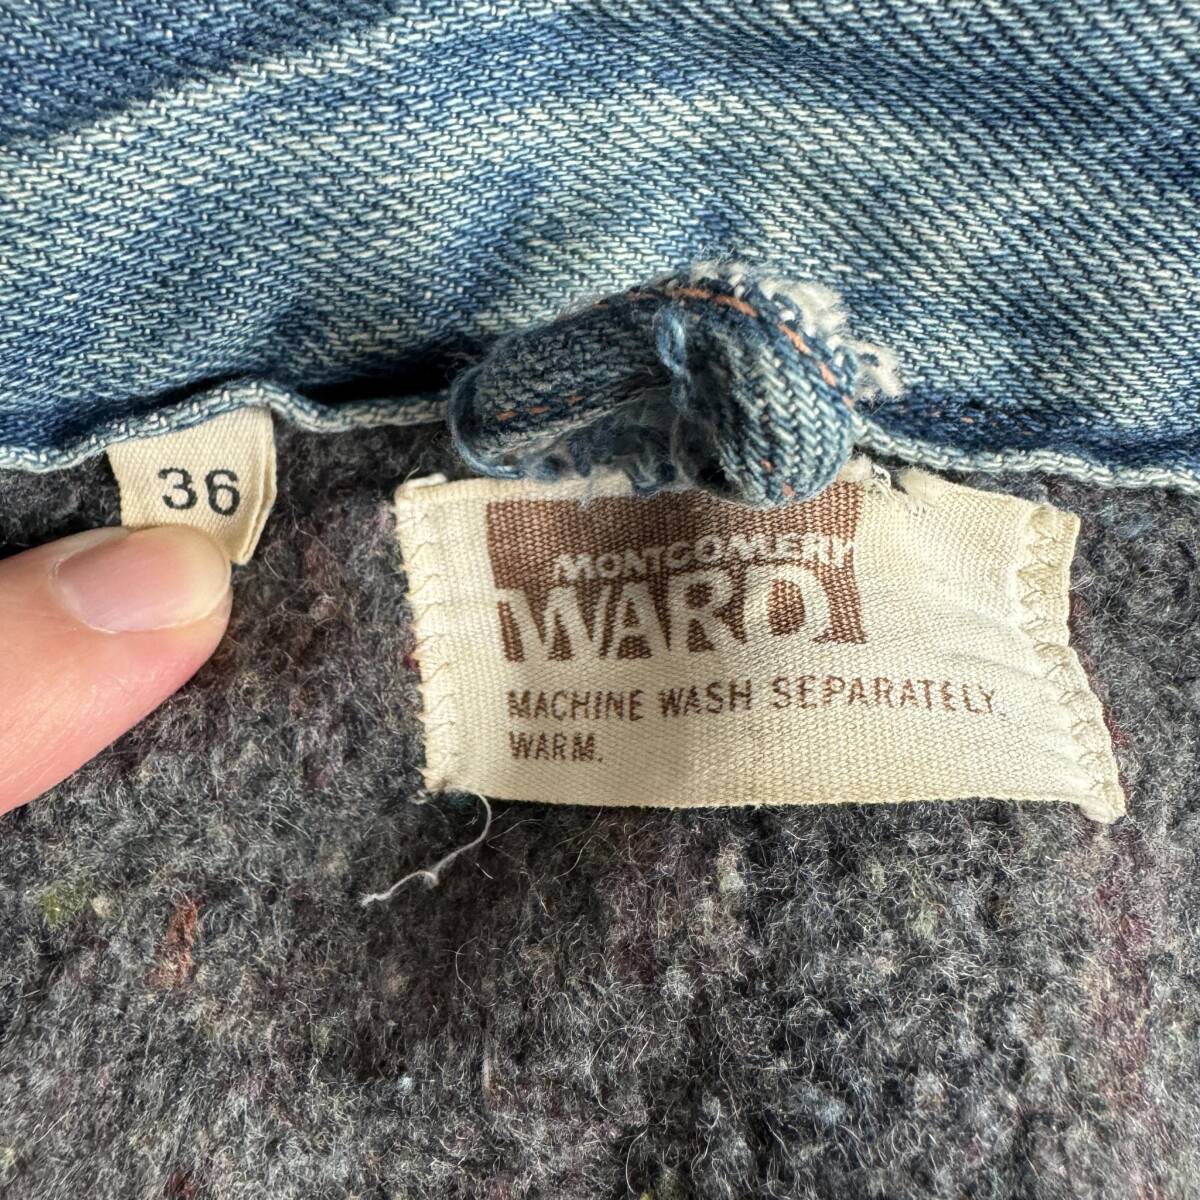 36
MONTGOMERY
WARD
MACHINE WASH SEPARATELY.
WARM.